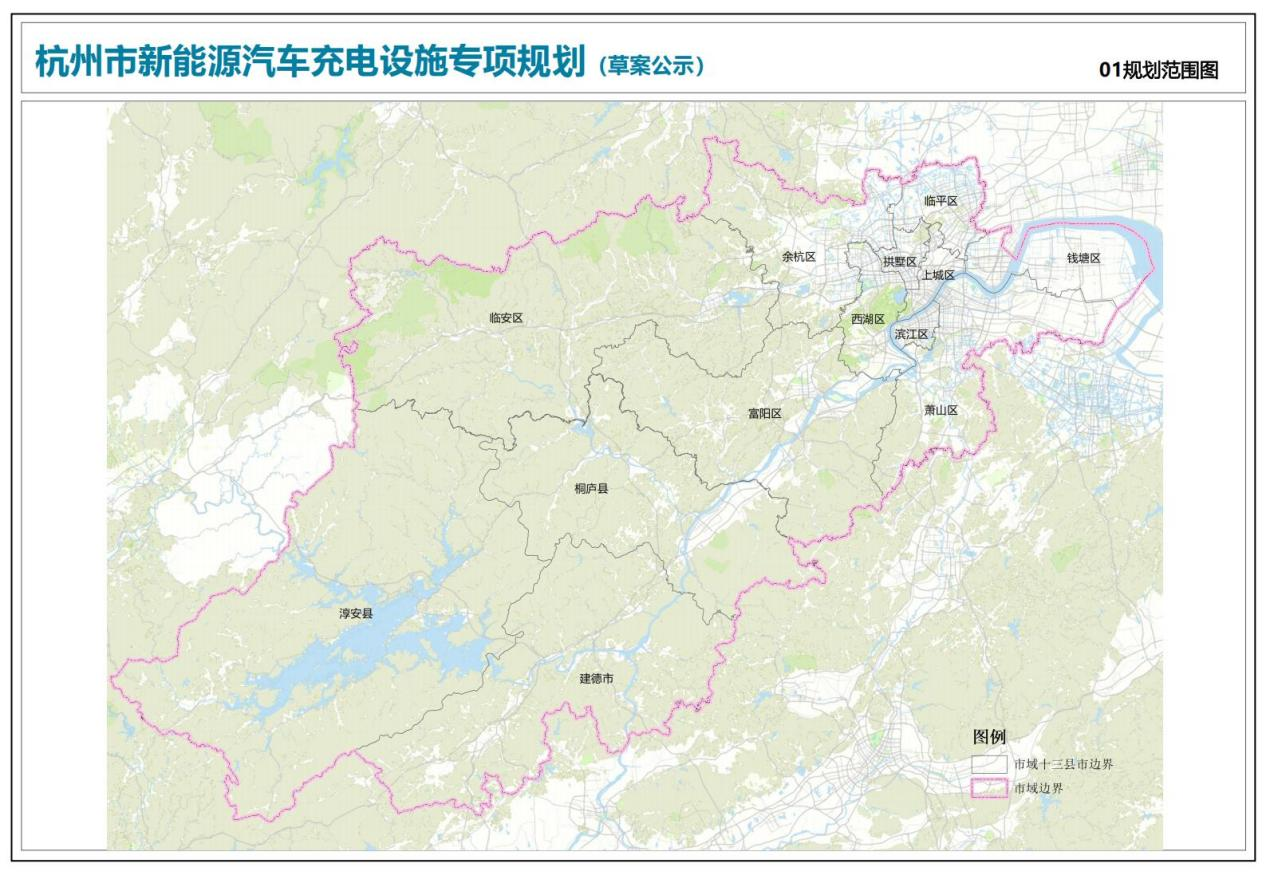 杭州市新能源汽车充电设施专项规划（草案公示）
01规划范围图
临平区
余杭区
拱墅区
钱塘区
上城区
临安区
西湖区
滨江区
萧山区
富阳区
桐庐县
淳安县
建德市
图例
市域十三县市边界
市域边界